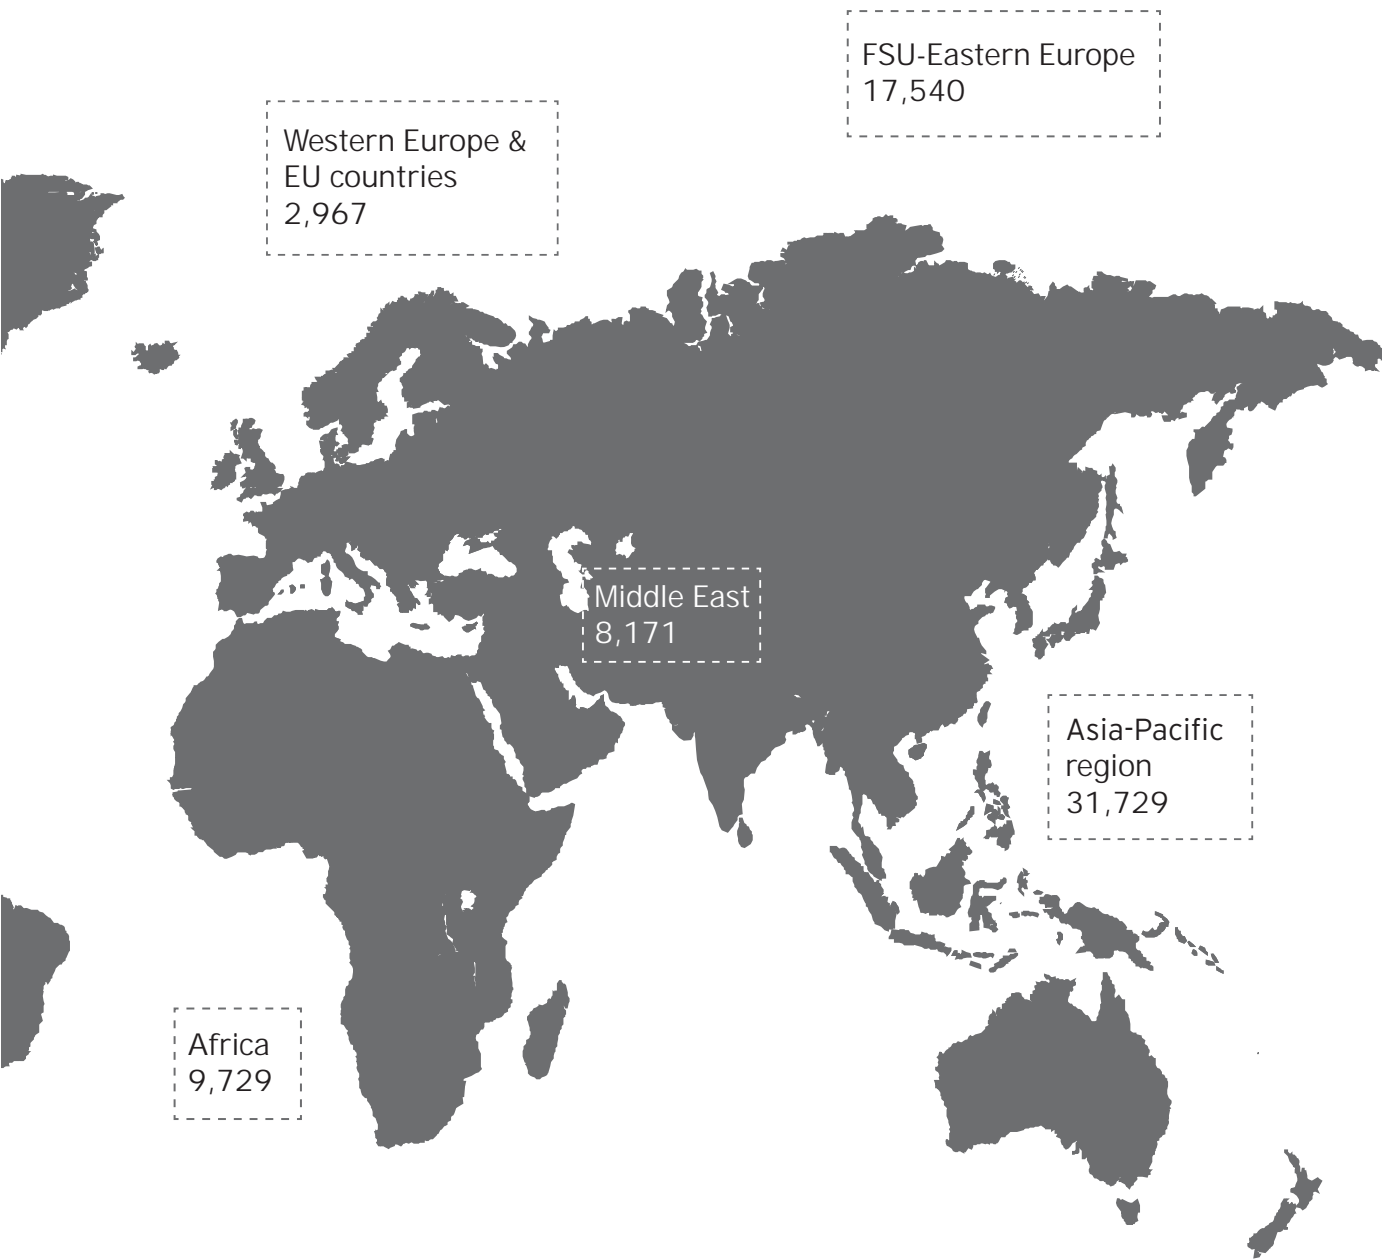 FSU-Eastern Europe
17,540
Western Europe &
EU countries
2,967
Middle East
8,171
Asia-Pacific
region
31,729
Africa
9,729